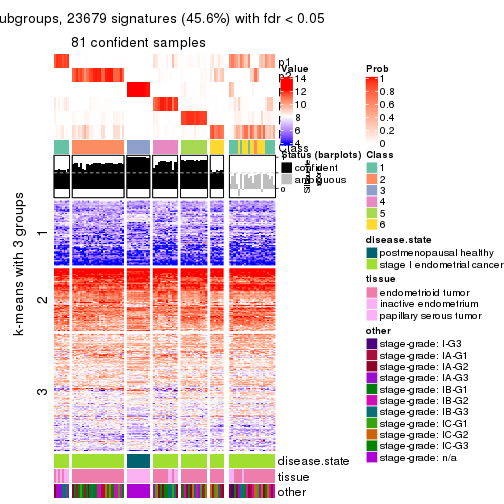 ubgroups, 23679 signatures (45.6%) with fdr < 0.05
81 confident samples
p1
Value
14
12
10
8
6
4
Prob
1
0.8
0.6
0.4
0.2
0
Class
Status (barplots)
confident
ambiguous
0
Class
1
2
3
4
5
6
k-means with 3 groups
1
2
3
disease.state
postmenopausal healthy
stage I endometrial cancer
tissue
endometrioid tumor
inactive endometrium
papillary serous tumor
other
stage-grade: I-G3
stage-grade: IA-G1
stage-grade: IA-G2
stage-grade: IA-G3
stage-grade: IB-G1
stage-grade: IB-G2
stage-grade: IB-G3
stage-grade: IC-G1
stage-grade: IC-G2
stage-grade: IC-G3
stage-grade: n/a
disease.state
tissue
other